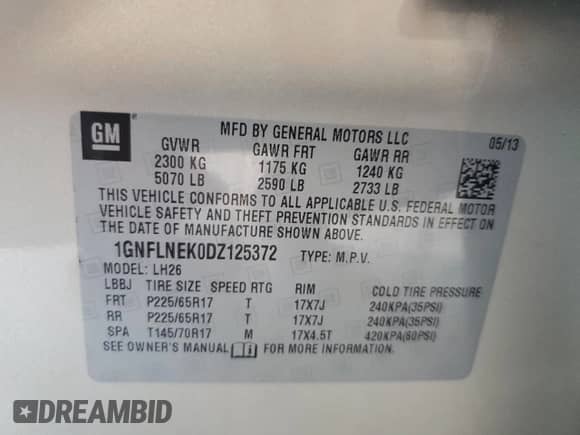 GM
MFD BY GENERAL MOTORS LLC
05/13
GVWR GAWR FRT GAWR RR
2300 KG 1175 KG 1240 KG
5070 LB 2590 LB 2733 LB
THIS VEHICLE CONFORMS TO ALL APPLICABLE U.S. FEDERAL MOTOR
VEHICLE SAFETY AND THEFT PREVENTION STANDARDS IN EFFECT ON
THE DATE OF MANUFACTURE SHOWN ABOVE.
1GNFLNEK0DZ125372 TYPE: M.P.V.
MODEL: LH26
LBBJ TIRE SIZE SPEED RTG RIM COLD TIRE PRESSURE
FRT P225/65R17 T 17X7J 240KPA(35PSI)
RR P225/65R17 T 17X7J 240KPA(35PSI)
SPA T145/70R17 M 17X4.5T 420KPA(60PSI)
SEE OWNER'S MANUAL FOR MORE INFORMATION.
DREAMBID